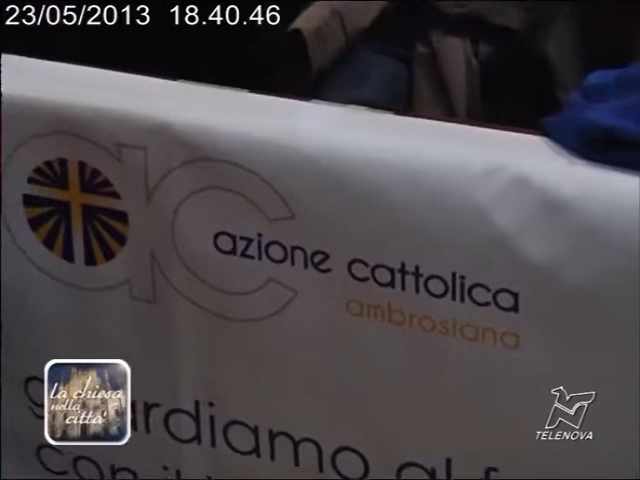 23/05/2013 18.40.46
ac
azione cattolica
ambrosiana
la chiesa
nella
città
TELENOVA